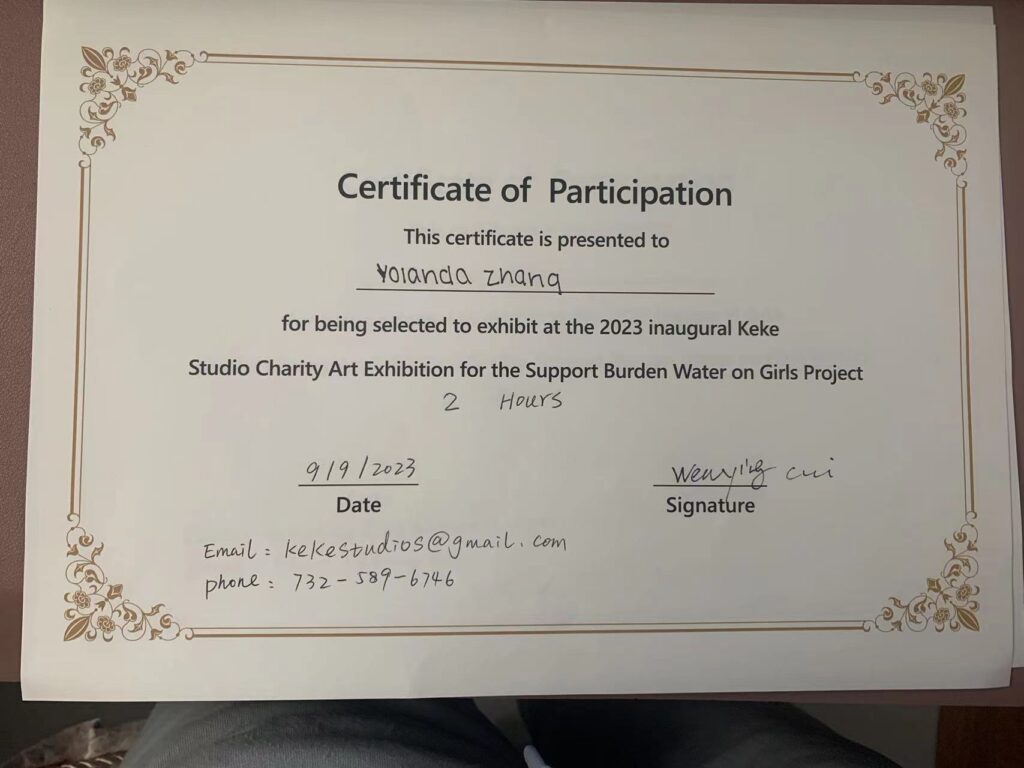 Certificate of Participation
This certificate is presented to
Yolanda Zhang
for being selected to exhibit at the 2023 inaugural Keke
Studio Charity Art Exhibition for the Support Burden Water on Girls Project
2 Hours
9/9/2023
Wenying Cui
Date
Signature
Email: kekestudios@gmail.com
phone: 732-589-6746